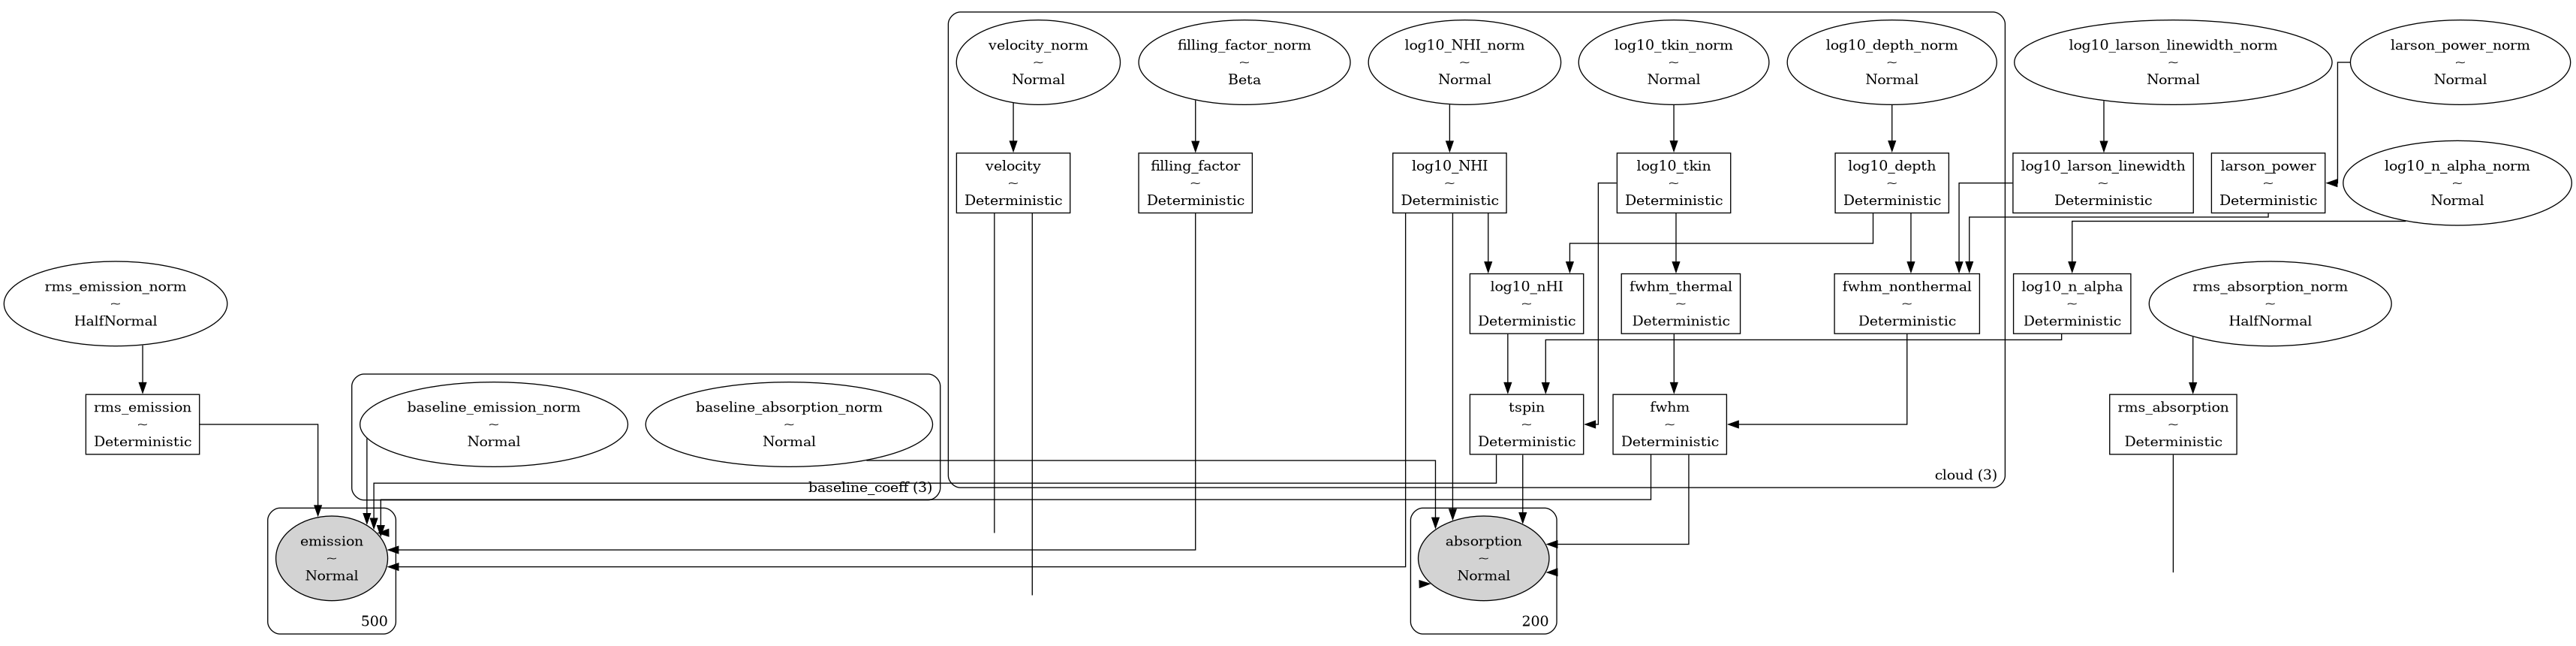 velocity_norm
~
Normal
filling_factor_norm
~
Beta
log10_NHI_norm
~
Normal
log10_tkin_norm
~
Normal
log10_depth_norm
~
Normal
log10_larson_linewidth_norm
~
Normal
larson_power_norm
~
Normal
velocity
~
Deterministic
filling_factor
~
Deterministic
log10_NHI
~
Deterministic
log10_tkin
~
Deterministic
log10_depth
~
Deterministic
log10_larson_linewidth
~
Deterministic
larson_power
~
Deterministic
log10_n_alpha_norm
~
Normal
rms_emission_norm
~
HalfNormal
log10_nHI
~
Deterministic
fwhm_thermal
~
Deterministic
fwhm_nonthermal
~
Deterministic
log10_n_alpha
~
Deterministic
rms_absorption_norm
~
HalfNormal
rms_emission
~
Deterministic
baseline_emission_norm
~
Normal
baseline_absorption_norm
~
Normal
tspin
~
Deterministic
fwhm
~
Deterministic
rms_absorption
~
Deterministic
cloud (3)
baseline_coeff (3)
emission
~
Normal
500
absorption
~
Normal
200